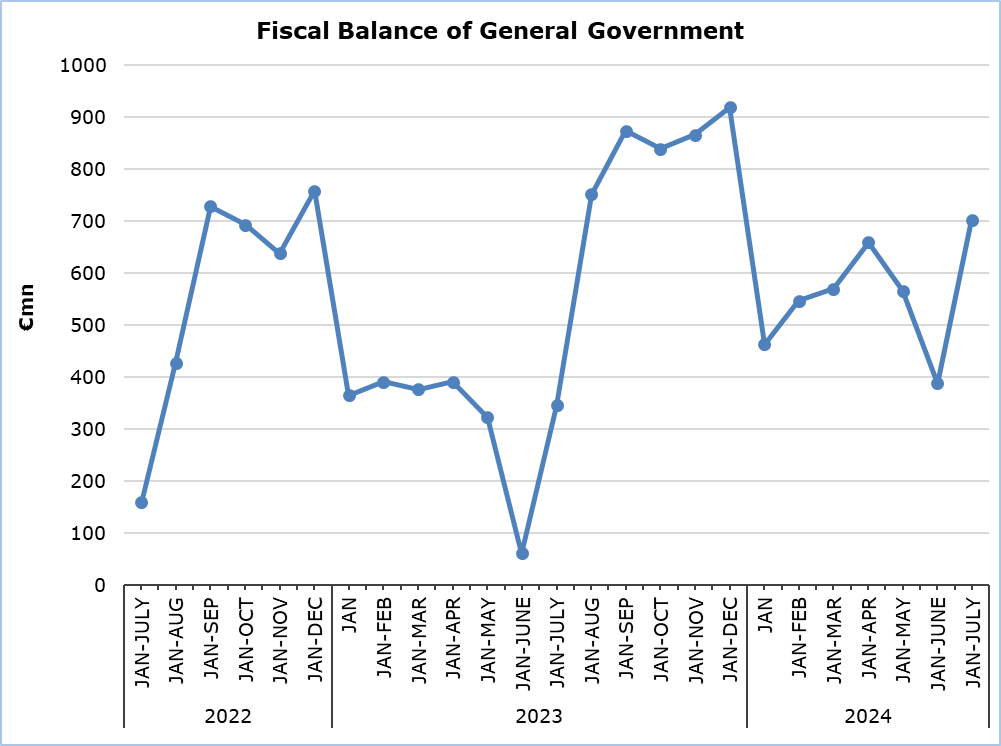 Fiscal Balance of General Government
1000
900
800
700
600
500
400
300
200
100
0
€mn
JAN-JULY
JAN-AUG
JAN-SEP
JAN-OCT
JAN-NOV
JAN-DEC
JAN
JAN-FEB
JAN-MAR
JAN-APR
JAN-MAY
JAN-JUNE
JAN-JULY
JAN-AUG
JAN-SEP
JAN-OCT
JAN-NOV
JAN-DEC
JAN
JAN-FEB
JAN-MAR
JAN-APR
JAN-MAY
JAN-JUNE
JAN-JULY
2022
2023
2024